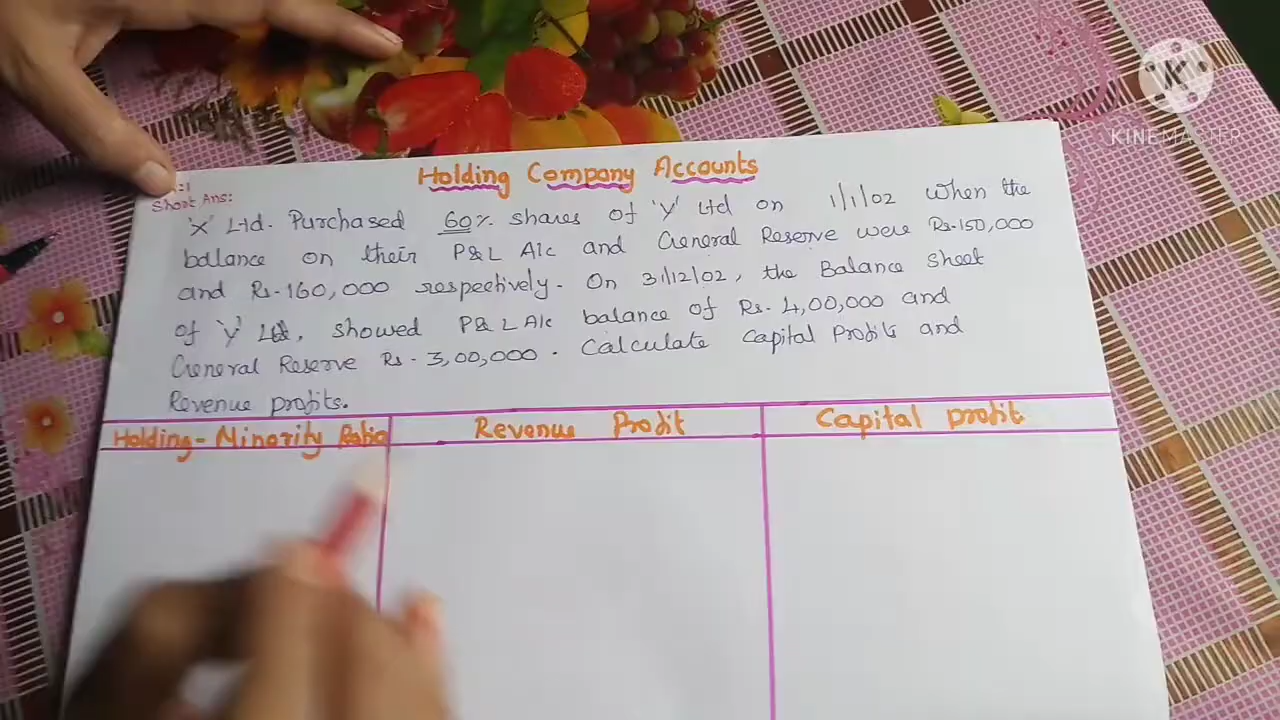 KINEMASTER
Holding Company Accounts
Short Ans:
'X' Ltd. Purchased 60% shares of 'Y' Ltd on 1/1/02 when the
balance on their P&L A/c and General Reserve were Rs-150,000
and Rs-160,000 respectively. On 31/12/02, the Balance sheet
of 'Y' Ltd, showed P&L A/c balance of Rs. 4,00,000 and
General Reserve Rs - 3,00,000. Calculate Capital Profits and
Revenue profits.
Holding - Minority Ratio
Revenue Profit
Capital profit